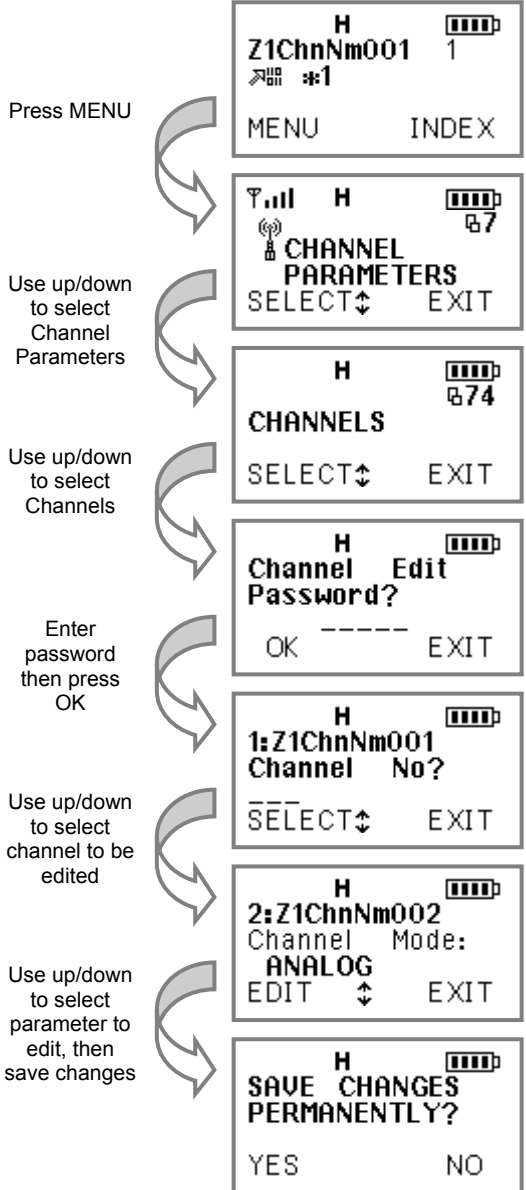 H
Z1ChnNm001 1
*1
MENU INDEX
Press MENU
H
7
CHANNEL
PARAMETERS
SELECT EXIT
Use up/down
to select
Channel
Parameters
H
74
CHANNELS
SELECT EXIT
Use up/down
to select
Channels
H
Channel Edit
Password?
_____
OK EXIT
Enter
password
then press
OK
H
1:Z1ChnNm001
Channel No?
___
SELECT EXIT
Use up/down
to select
channel to be
edited
H
2:Z1ChnNm002
Channel Mode:
ANALOG
EDIT EXIT
Use up/down
to select
parameter to
edit, then
save changes
H
SAVE CHANGES
PERMANENTLY?
YES NO